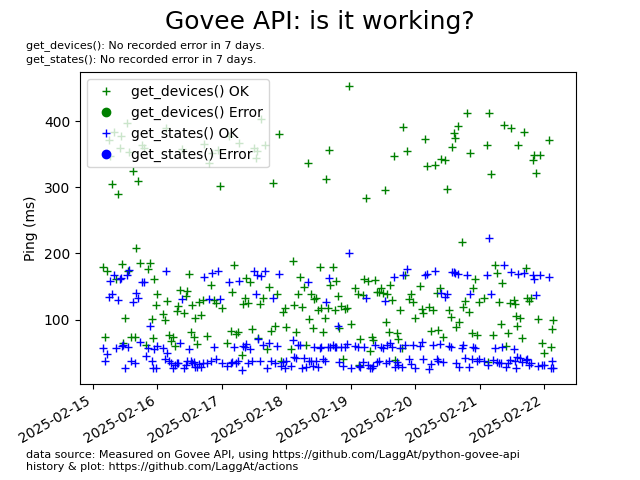 Govee API: is it working?
get_devices(): No recorded error in 7 days.
get_states(): No recorded error in 7 days.
get_devices() OK
get_devices() Error
get_states() OK
get_states() Error
Ping (ms)
400
300
200
100
2025-02-15
2025-02-16
2025-02-17
2025-02-18
2025-02-19
2025-02-20
2025-02-21
2025-02-22
data source: Measured on Govee API, using https://github.com/LaggAt/python-govee-api
history & plot: https://github.com/LaggAt/actions